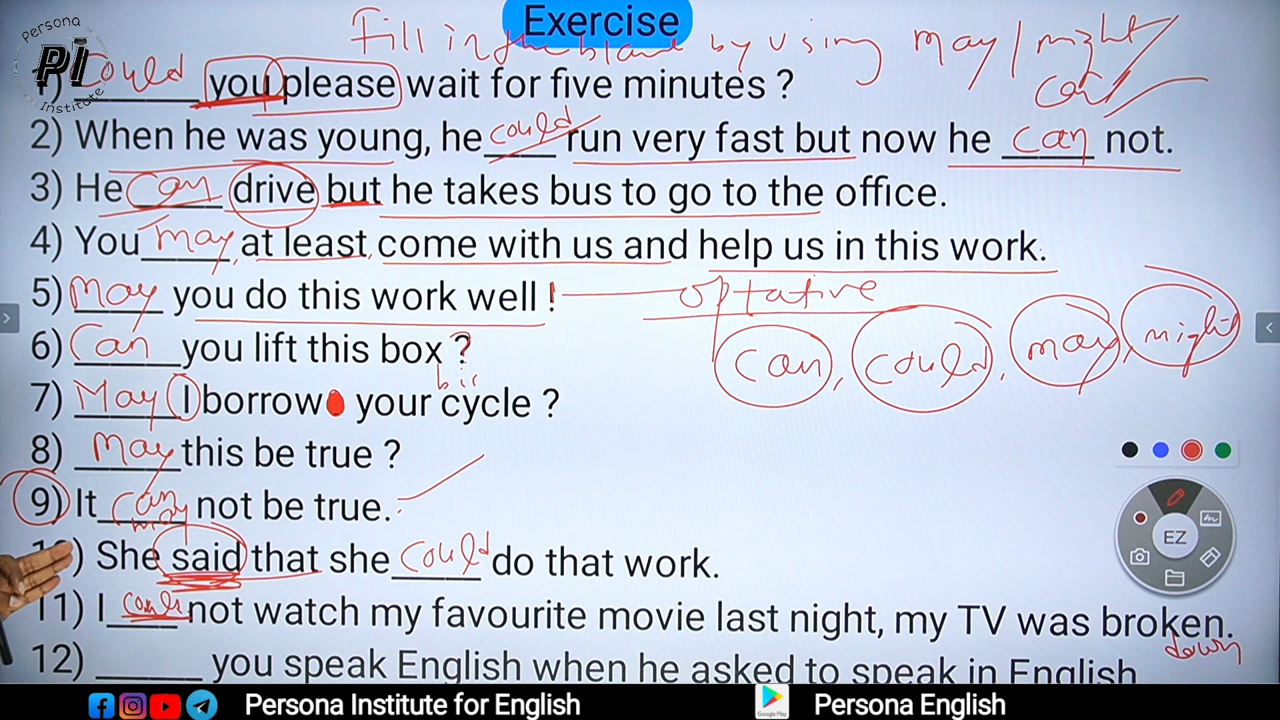 Exercise
Fill in the blank by using may/might/
can/
Persona PI Institute
1) Could you please wait for five minutes ?
2) When he was young, he could run very fast but now he can not.
3) He can drive but he takes bus to go to the office.
4) You may at least come with us and help us in this work.
5) May you do this work well ! optative
can, could, may, might
6) Can you lift this box ?
bi
7) May I borrow your cycle ?
8) May this be true ?
9) It can not be true.
may
10) She said that she could do that work.
11) I could not watch my favourite movie last night, my TV was broken.
down
12) ______ you speak English when he asked to speak in English
EZ
Persona Institute for English
Google Play
Persona English